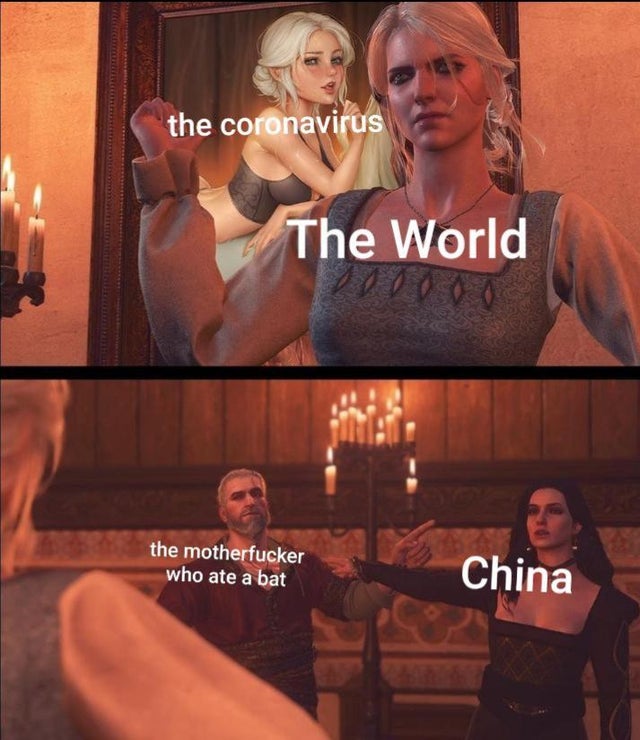 the coronavirus
The World
the motherfucker
who ate a bat
China